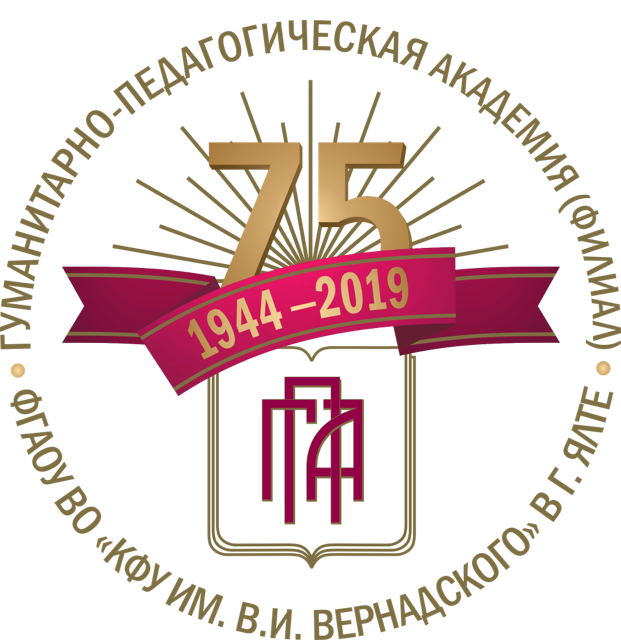 ГУМАНИТАРНО-ПЕДАГОГИЧЕСКАЯ АКАДЕМИЯ (ФИЛИАЛ)
75
1944–2019
ГПА
ФГАОУ ВО «КФУ ИМ. В.И. ВЕРНАДСКОГО» В Г. ЯЛТЕ